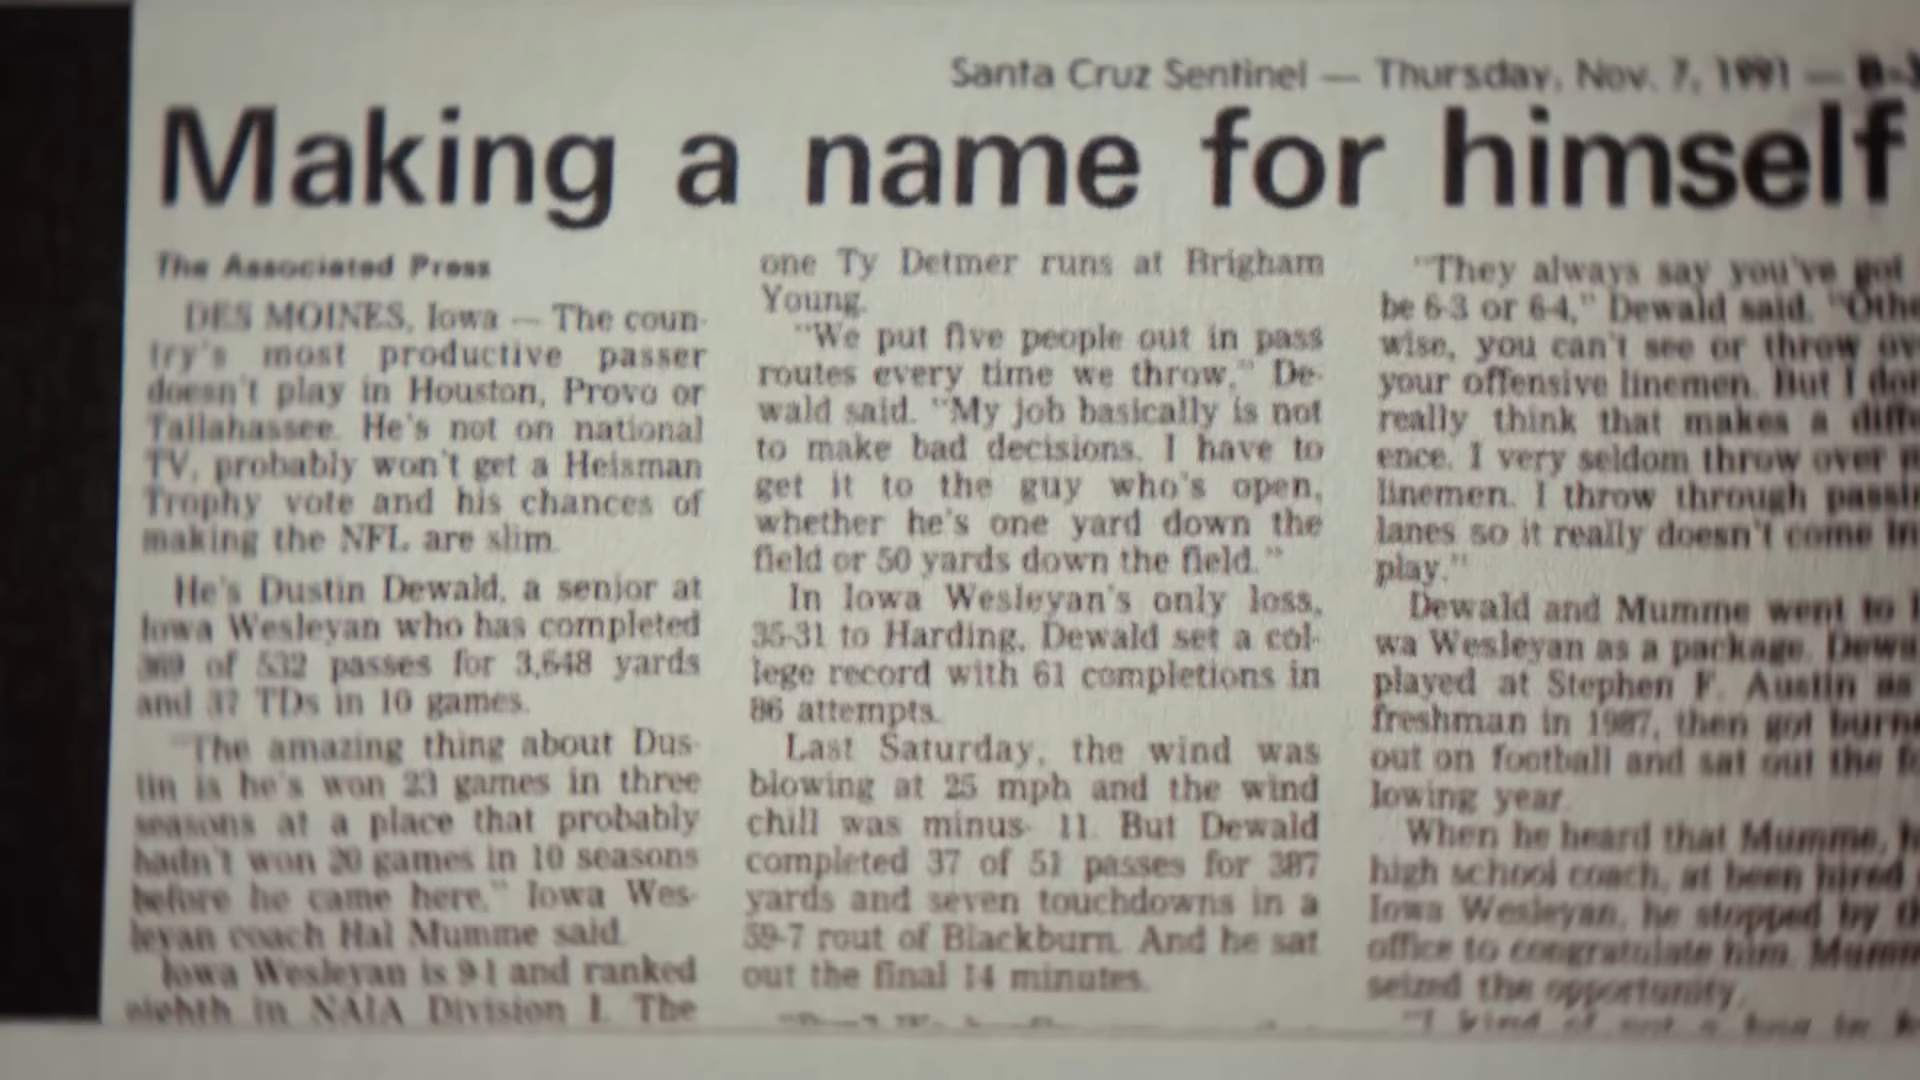 Santa Cruz Sentinel — Thursday, Nov. 7, 1991 —
Making a name for himself
The Associated Press
DES MOINES, Iowa — The coun-
try's most productive passer
doesn't play in Houston, Provo or
Tallahassee. He's not on national
TV, probably won't get a Heisman
Trophy vote and his chances of
making the NFL are slim.
He's Dustin Dewald, a senior at
Iowa Wesleyan who has completed
369 of 532 passes for 3,648 yards
and 37 TDs in 10 games.
"The amazing thing about Dus-
tin is he's won 23 games in three
seasons at a place that probably
hadn't won 20 games in 10 seasons
before he came here," Iowa Wes-
leyan coach Hal Mumme said.
Iowa Wesleyan is 9-1 and ranked
eighth in NAIA Division I. The
one Ty Detmer runs at Brigham
Young.
"We put five people out in pass
routes every time we throw," De-
wald said. "My job basically is not
to make bad decisions. I have to
get it to the guy who's open,
whether he's one yard down the
field or 50 yards down the field."
In Iowa Wesleyan's only loss,
35-31 to Harding, Dewald set a col-
lege record with 61 completions in
86 attempts.
Last Saturday, the wind was
blowing at 25 mph and the wind
chill was minus- 11. But Dewald
completed 37 of 51 passes for 387
yards and seven touchdowns in a
59-7 rout of Blackburn. And he sat
out the final 14 minutes.
"They always say you've got
be 6-3 or 6-4," Dewald said. "Othe
wise, you can't see or throw ov
your offensive linemen. But I don
really think that makes a diffe
ence. I very seldom throw over m
linemen. I throw through passin
lanes so it really doesn't come in
play."
Dewald and Mumme went to I
wa Wesleyan as a package. Dewa
played at Stephen F. Austin as
freshman in 1987, then got burne
out on football and sat out the fo
lowing year.
When he heard that Mumme, h
high school coach, at been hired
Iowa Wesleyan, he stopped by th
office to congratulate him. Mumm
seized the opportunity.
"I kind of got a